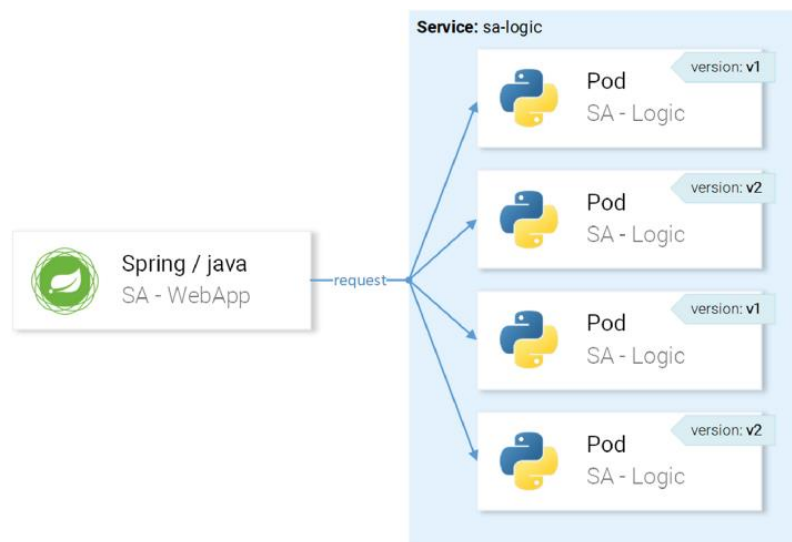 Service: sa-logic
version: v1
Pod
SA - Logic
version: v2
Pod
SA - Logic
Spring / java
SA - WebApp
request
version: v1
Pod
SA - Logic
version: v2
Pod
SA - Logic